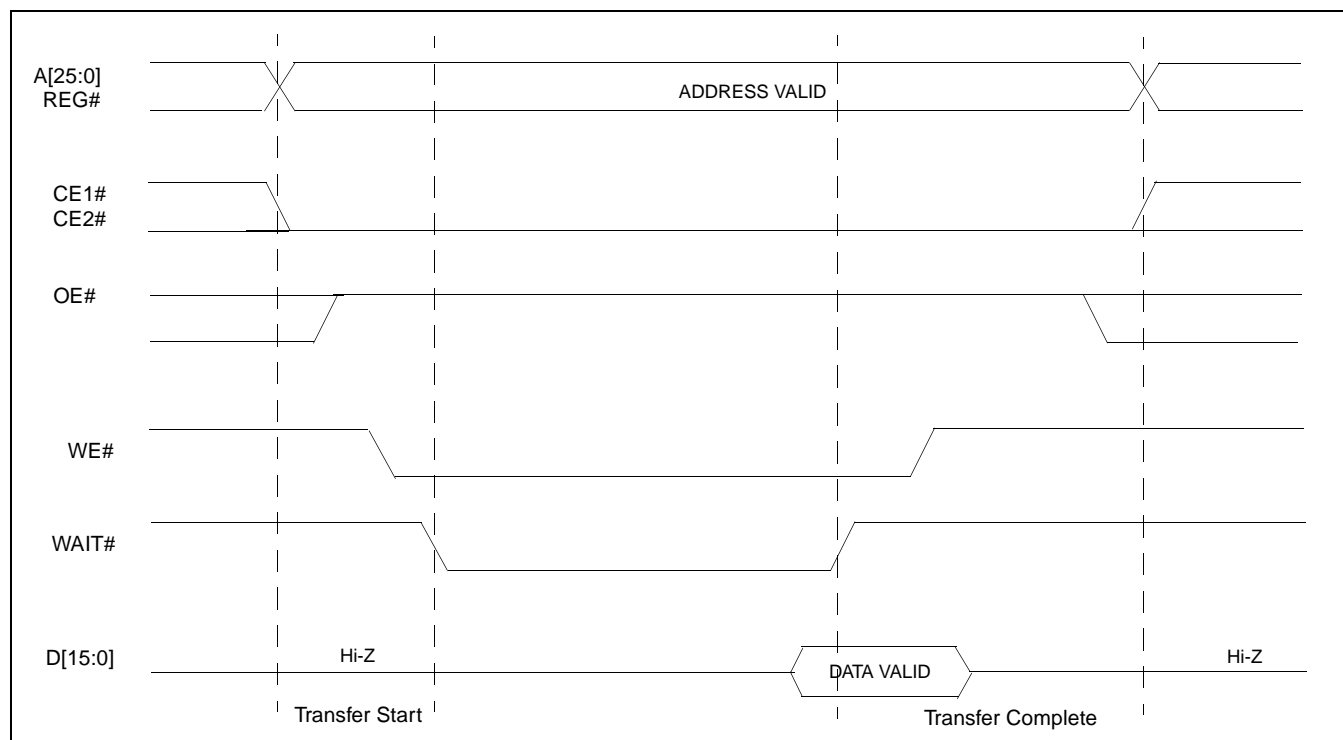 A[25:0]
REG#
ADDRESS VALID
CE1#
CE2#
OE#
WE#
WAIT#
D[15:0]
Hi-Z
DATA VALID
Hi-Z
Transfer Start
Transfer Complete